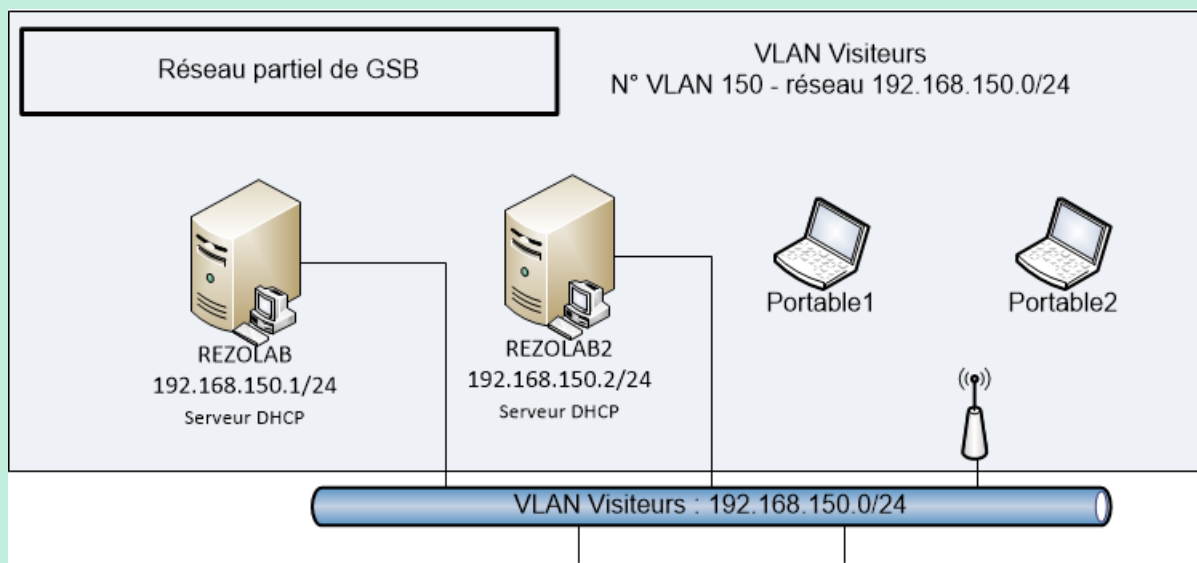 Réseau partiel de GSB
VLAN Visiteurs
N° VLAN 150 - réseau 192.168.150.0/24
REZOLAB
192.168.150.1/24
Serveur DHCP
REZOLAB2
192.168.150.2/24
Serveur DHCP
Portable1
Portable2
VLAN Visiteurs : 192.168.150.0/24